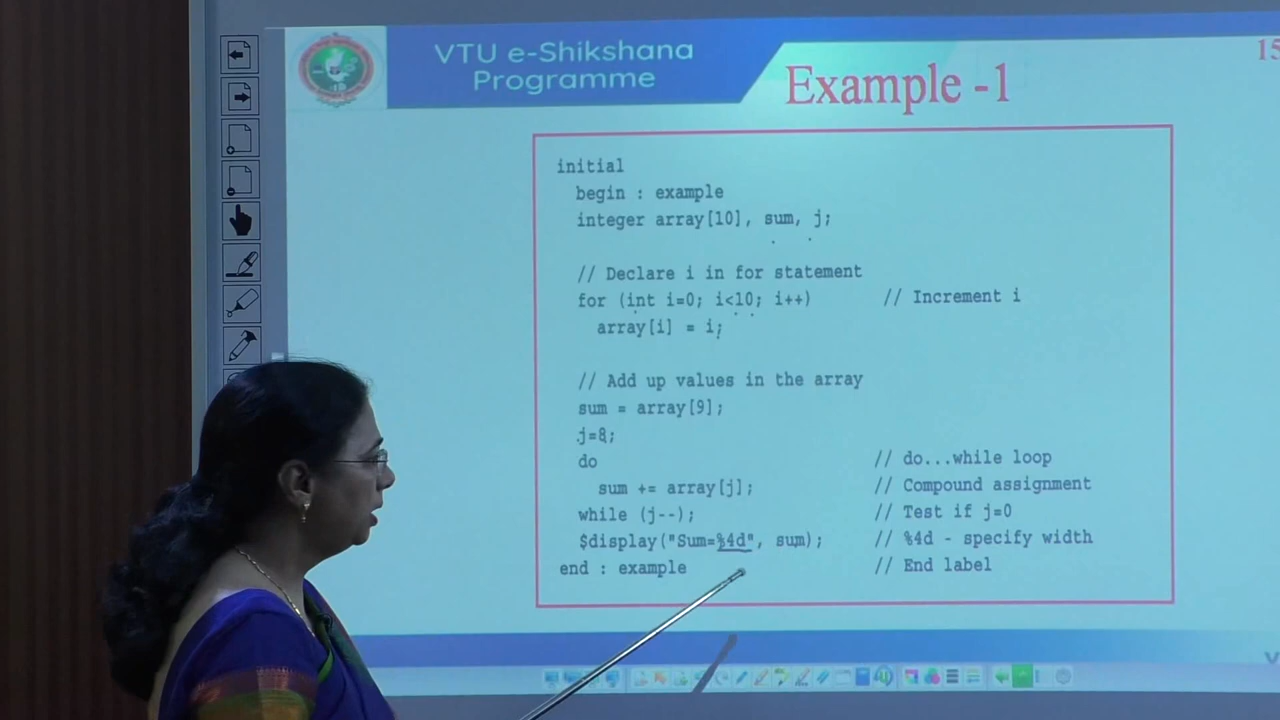 VTU e-Shikshana
Programme
Example -1
15
initial
begin : example
integer array[10], sum, j;
// Declare i in for statement
for (int i=0; i<10; i++) // Increment i
array[i] = i;
// Add up values in the array
sum = array[9];
j=8;
do // do...while loop
sum += array[j]; // Compound assignment
while (j--); // Test if j=0
$display("Sum=%4d", sum); // %4d - specify width
end : example // End label